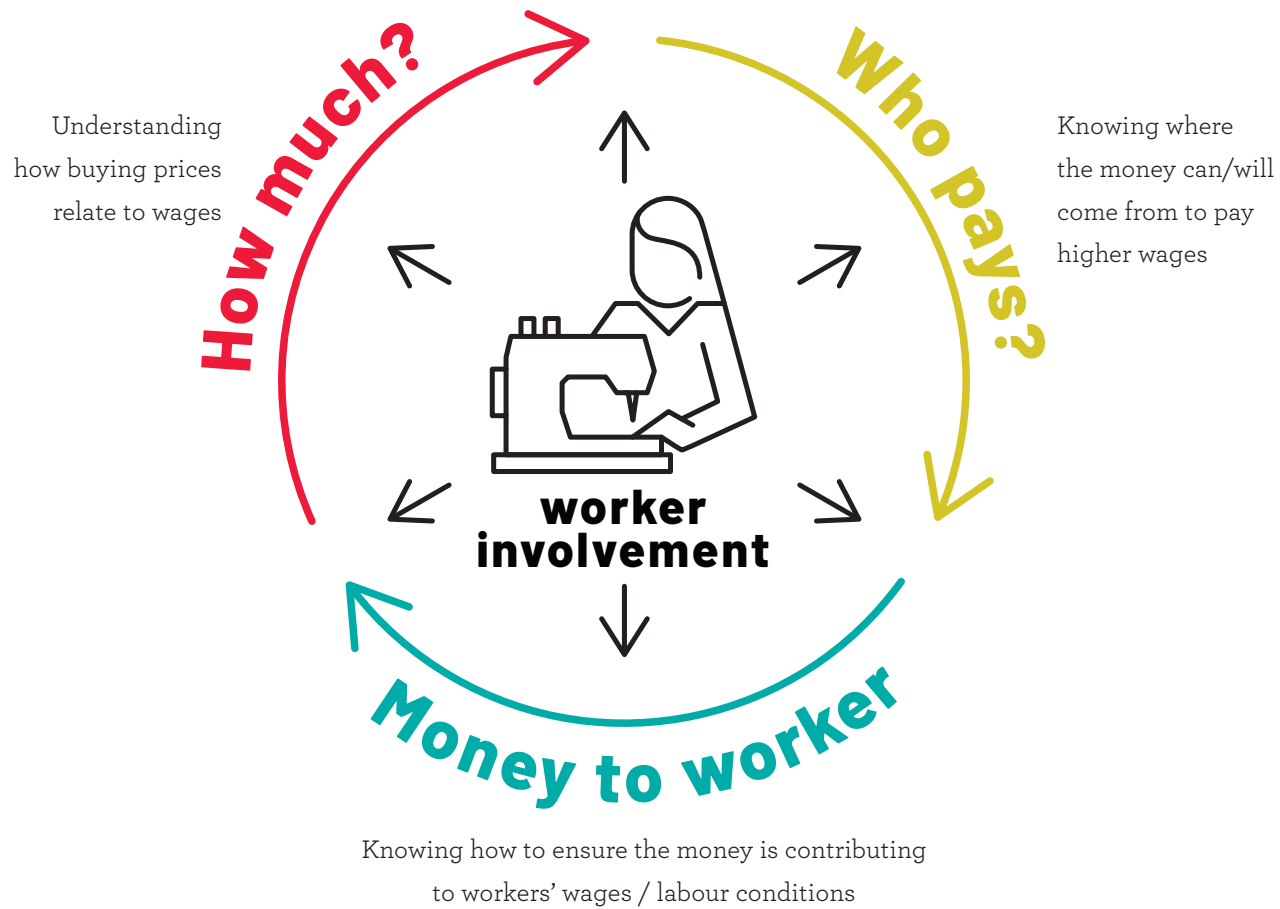 How much?
Understanding
how buying prices
relate to wages
Who pays?
Knowing where
the money can/will
come from to pay
higher wages
worker
involvement
Money to worker
Knowing how to ensure the money is contributing
to workers’ wages / labour conditions